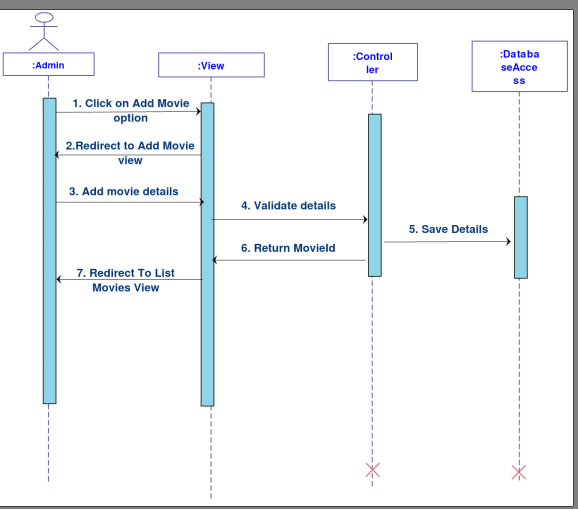 :Admin
:View
:Control
ler
:Databa
seAcce
ss
1. Click on Add Movie
option
2.Redirect to Add Movie
view
3. Add movie details
4. Validate details
5. Save Details
6. Return MovieId
7. Redirect To List
Movies View